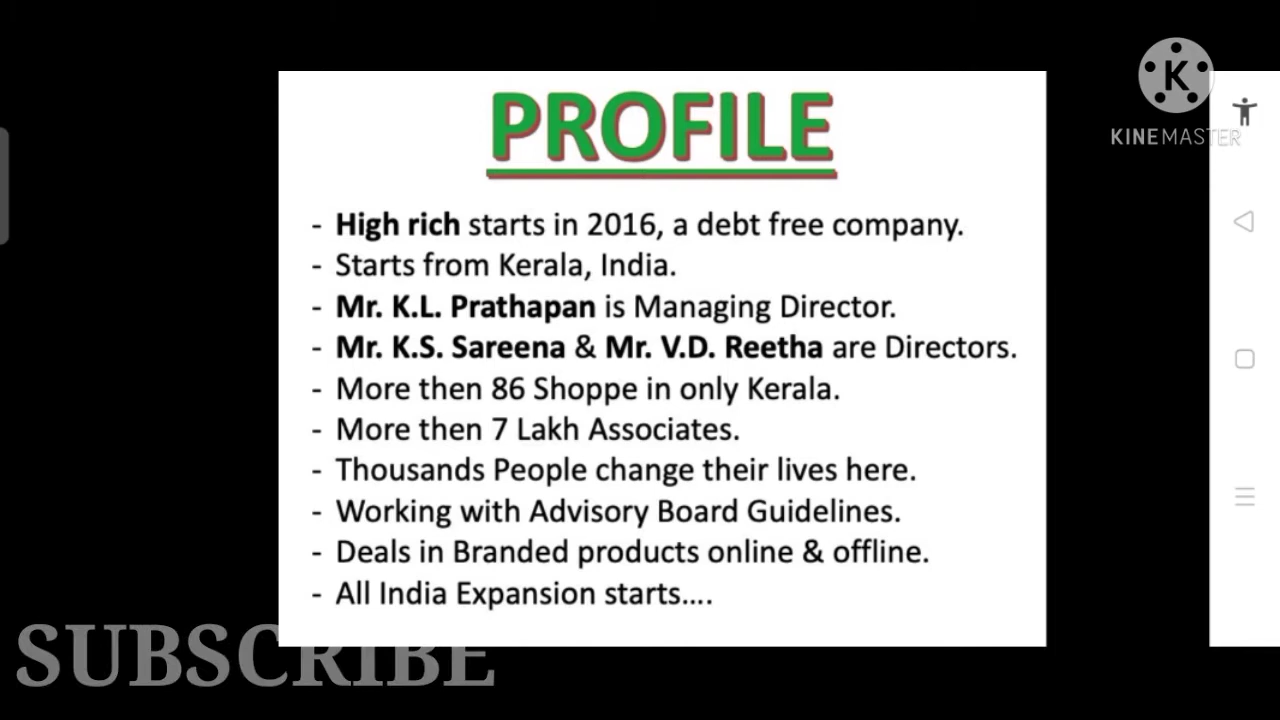 PROFILE
- High rich starts in 2016, a debt free company.
- Starts from Kerala, India.
- Mr. K.L. Prathapan is Managing Director.
- Mr. K.S. Sareena & Mr. V.D. Reetha are Directors.
- More then 86 Shoppe in only Kerala.
- More then 7 Lakh Associates.
- Thousands People change their lives here.
- Working with Advisory Board Guidelines.
- Deals in Branded products online & offline.
- All India Expansion starts....
K
KINEMASTER
SUBSCRIBE